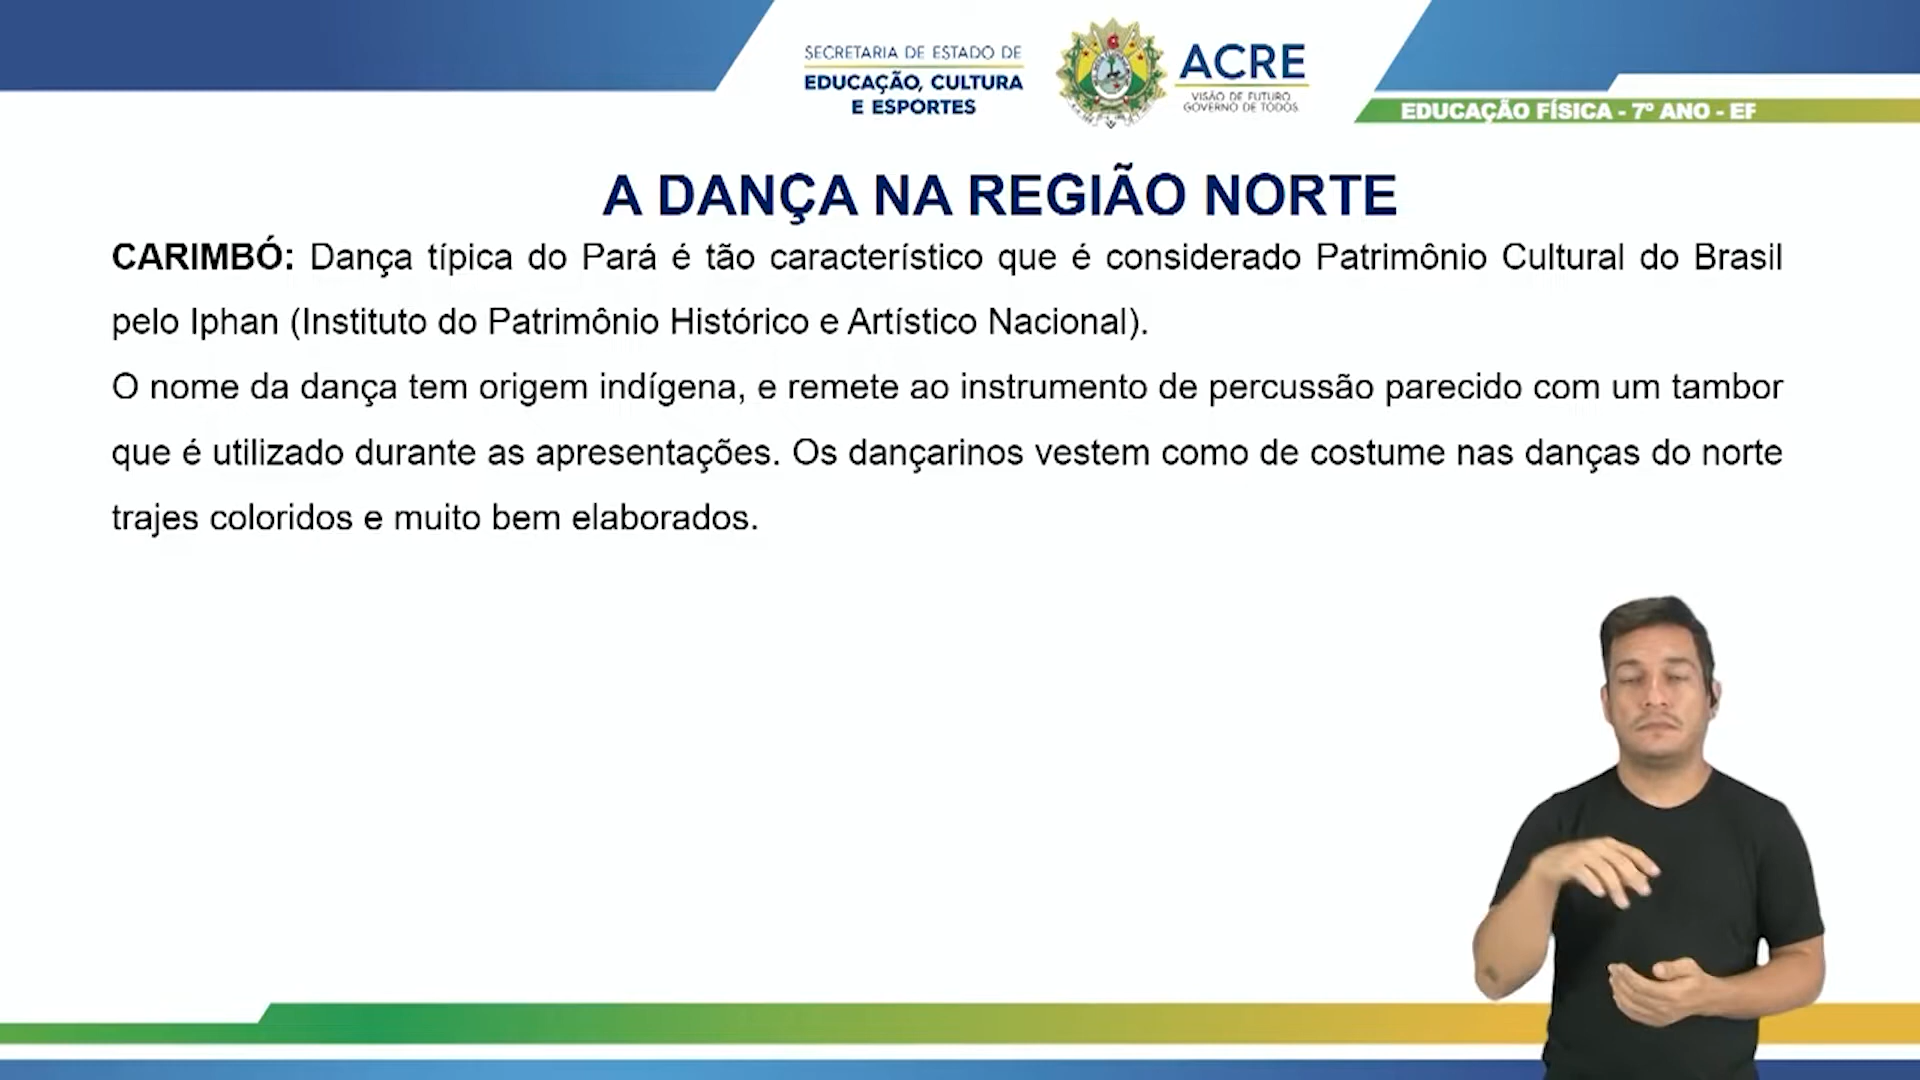 SECRETARIA DE ESTADO DE
EDUCAÇÃO, CULTURA
E ESPORTES
ACRE
VISÃO DE FUTURO
GOVERNO DE TODOS
EDUCAÇÃO FÍSICA - 7º ANO - EF
A DANÇA NA REGIÃO NORTE
CARIMBÓ: Dança típica do Pará é tão característico que é considerado Patrimônio Cultural do Brasil
pelo Iphan (Instituto do Patrimônio Histórico e Artístico Nacional).
O nome da dança tem origem indígena, e remete ao instrumento de percussão parecido com um tambor
que é utilizado durante as apresentações. Os dançarinos vestem como de costume nas danças do norte
trajes coloridos e muito bem elaborados.